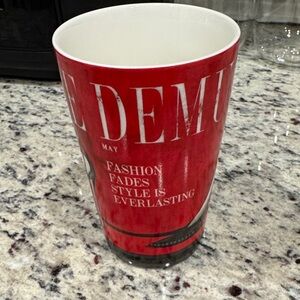 E DEMU
MAY
FASHION
FADES
STYLE IS
EVERLASTING